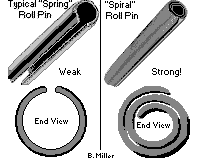 Typical "Spring"
Roll Pin
Weak
End View
"Spiral"
Roll Pin
Strong!
End View
B. Miller